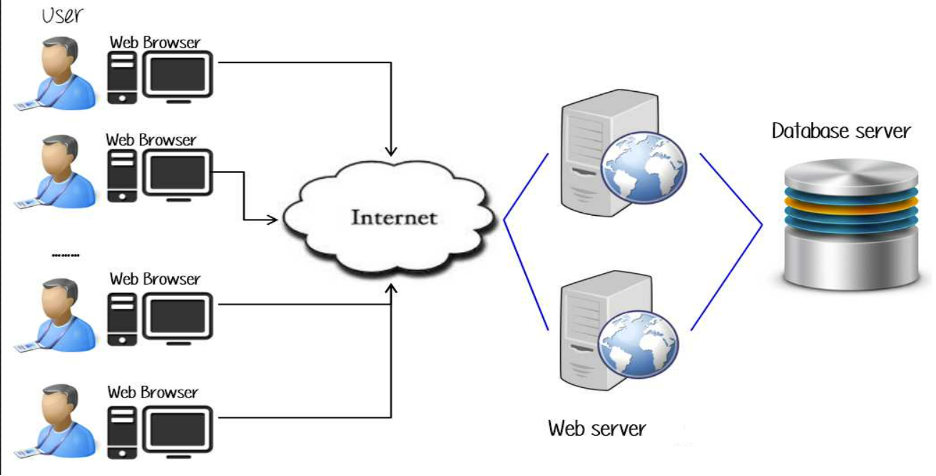 User
Web Browser
Web Browser
.........
Web Browser
Web Browser
Internet
Web server
Database server